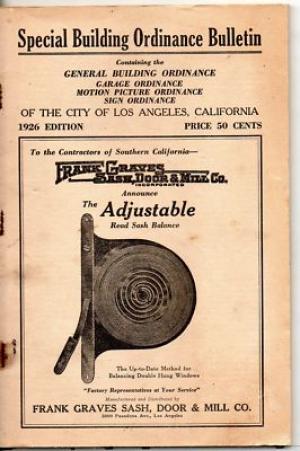 Special Building Ordinance Bulletin
Containing the
GENERAL BUILDING ORDINANCE
GARAGE ORDINANCE
MOTION PICTURE ORDINANCE
SIGN ORDINANCE
OF THE CITY OF LOS ANGELES, CALIFORNIA
1926 EDITION PRICE 50 CENTS
To the Contractors of Southern California—
FRANK GRAVES
SASH, DOOR & MILL CO.
INCORPORATED
Announce
The Adjustable
Read Sash Balance
The Up-to-Date Method for
Balancing Double Hung Windows
"Factory Representatives at Your Service"
Manufactured and Distributed by
FRANK GRAVES SASH, DOOR & MILL CO.
Pasadena Ave., Los Angeles